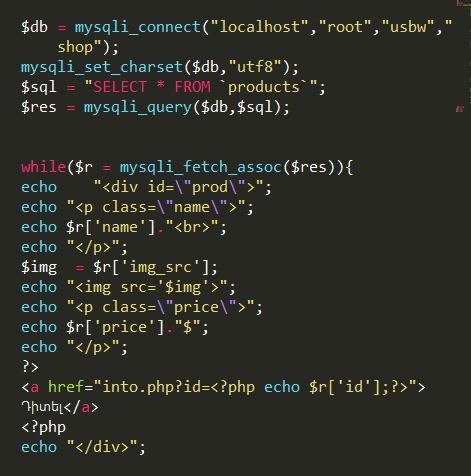 $db = mysqli_connect("localhost","root","usbw","
shop");
mysqli_set_charset($db,"utf8");
$sql = "SELECT * FROM `products`";
$res = mysqli_query($db,$sql);
while($r = mysqli_fetch_assoc($res)){
echo    "<div id=\"prod\">";
echo "<p class=\"name\">";
echo $r['name']."<br>";
echo "</p>";
$img  = $r['img_src'];
echo "<img src='$img'>";
echo "<p class=\"price\">";
echo $r['price']."$";
echo "</p>";
?>
<a href="into.php?id=<?php echo $r['id'];?>">
Դիտել</a>
<?php
echo "</div>";